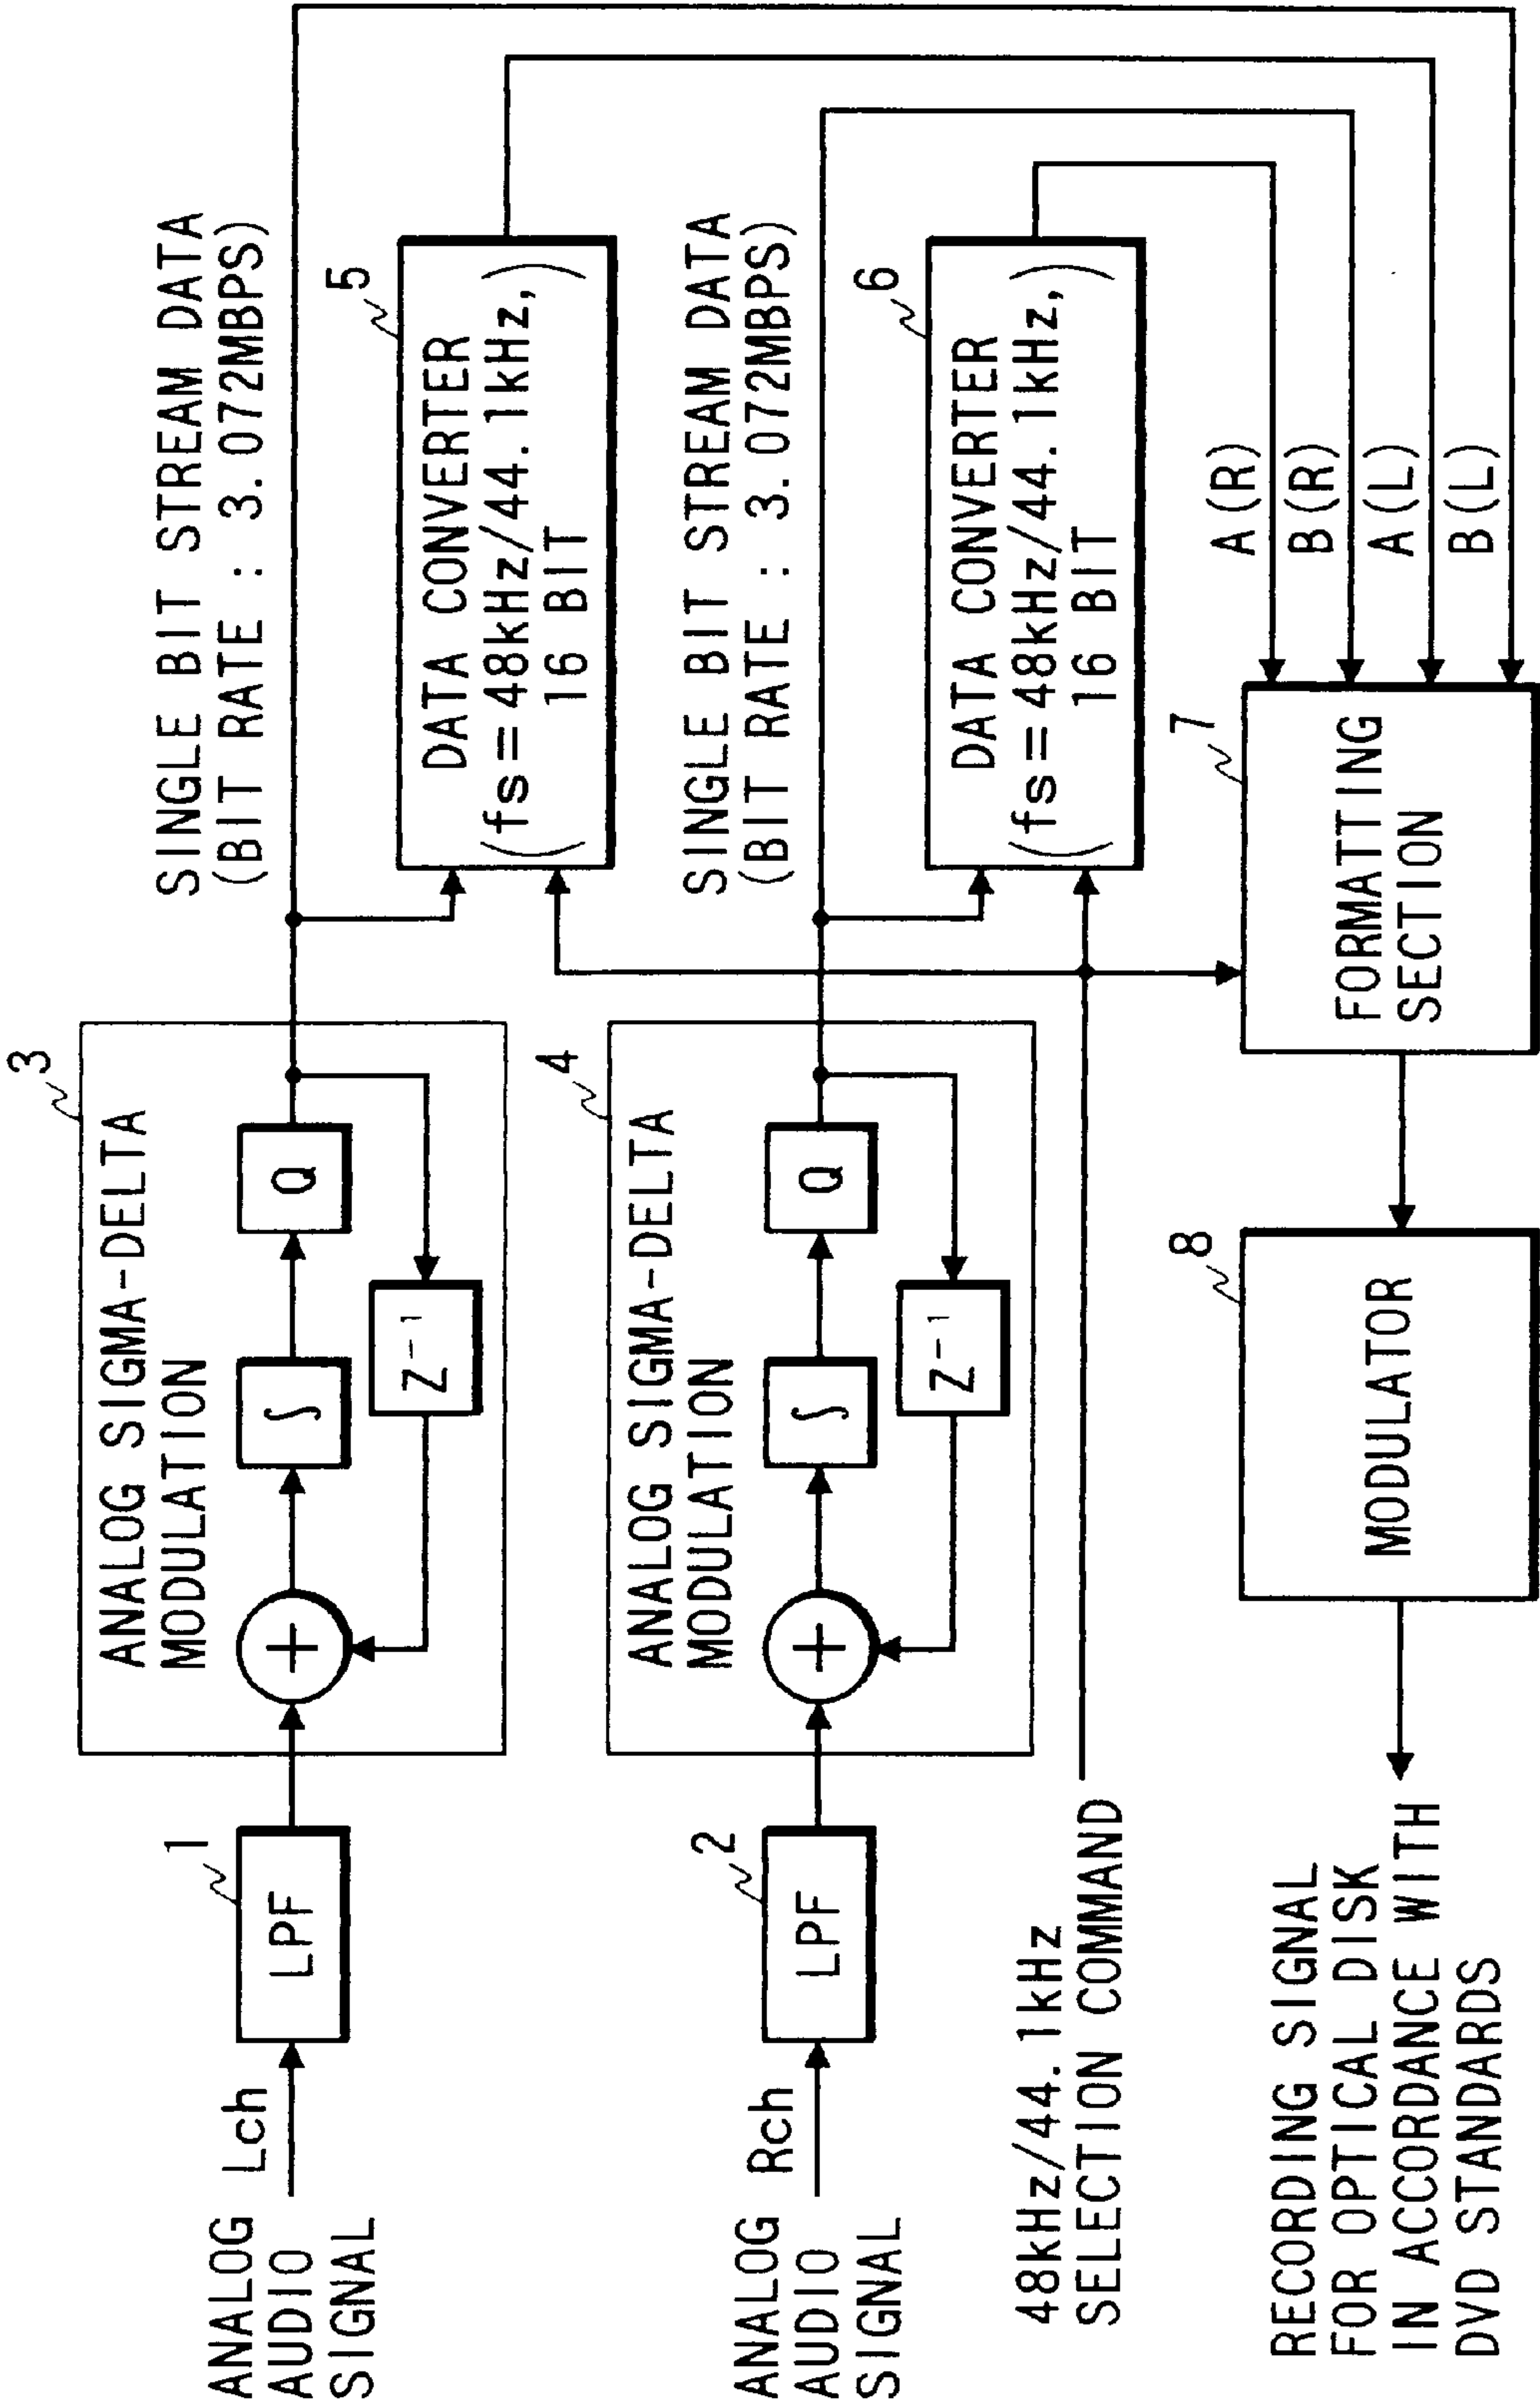 ANALOG
AUDIO
SIGNAL
Lch
1
LPF
3
ANALOG SIGMA-DELTA
MODULATION
+
∫
Q
Z⁻¹
SINGLE BIT STREAM DATA
(BIT RATE : 3.072MBPS)
5
DATA CONVERTER
(fs=48kHz/44.1kHz,
16 BIT)
ANALOG
AUDIO
SIGNAL
Rch
2
LPF
4
ANALOG SIGMA-DELTA
MODULATION
+
∫
Q
Z⁻¹
SINGLE BIT STREAM DATA
(BIT RATE : 3.072MBPS)
6
DATA CONVERTER
(fs=48kHz/44.1kHz,
16 BIT)
48kHz/44.1kHz
SELECTION COMMAND
A(R)
B(R)
A(L)
B(L)
7
FORMATTING
SECTION
8
MODULATOR
RECORDING SIGNAL
FOR OPTICAL DISK
IN ACCORDANCE WITH
DVD STANDARDS